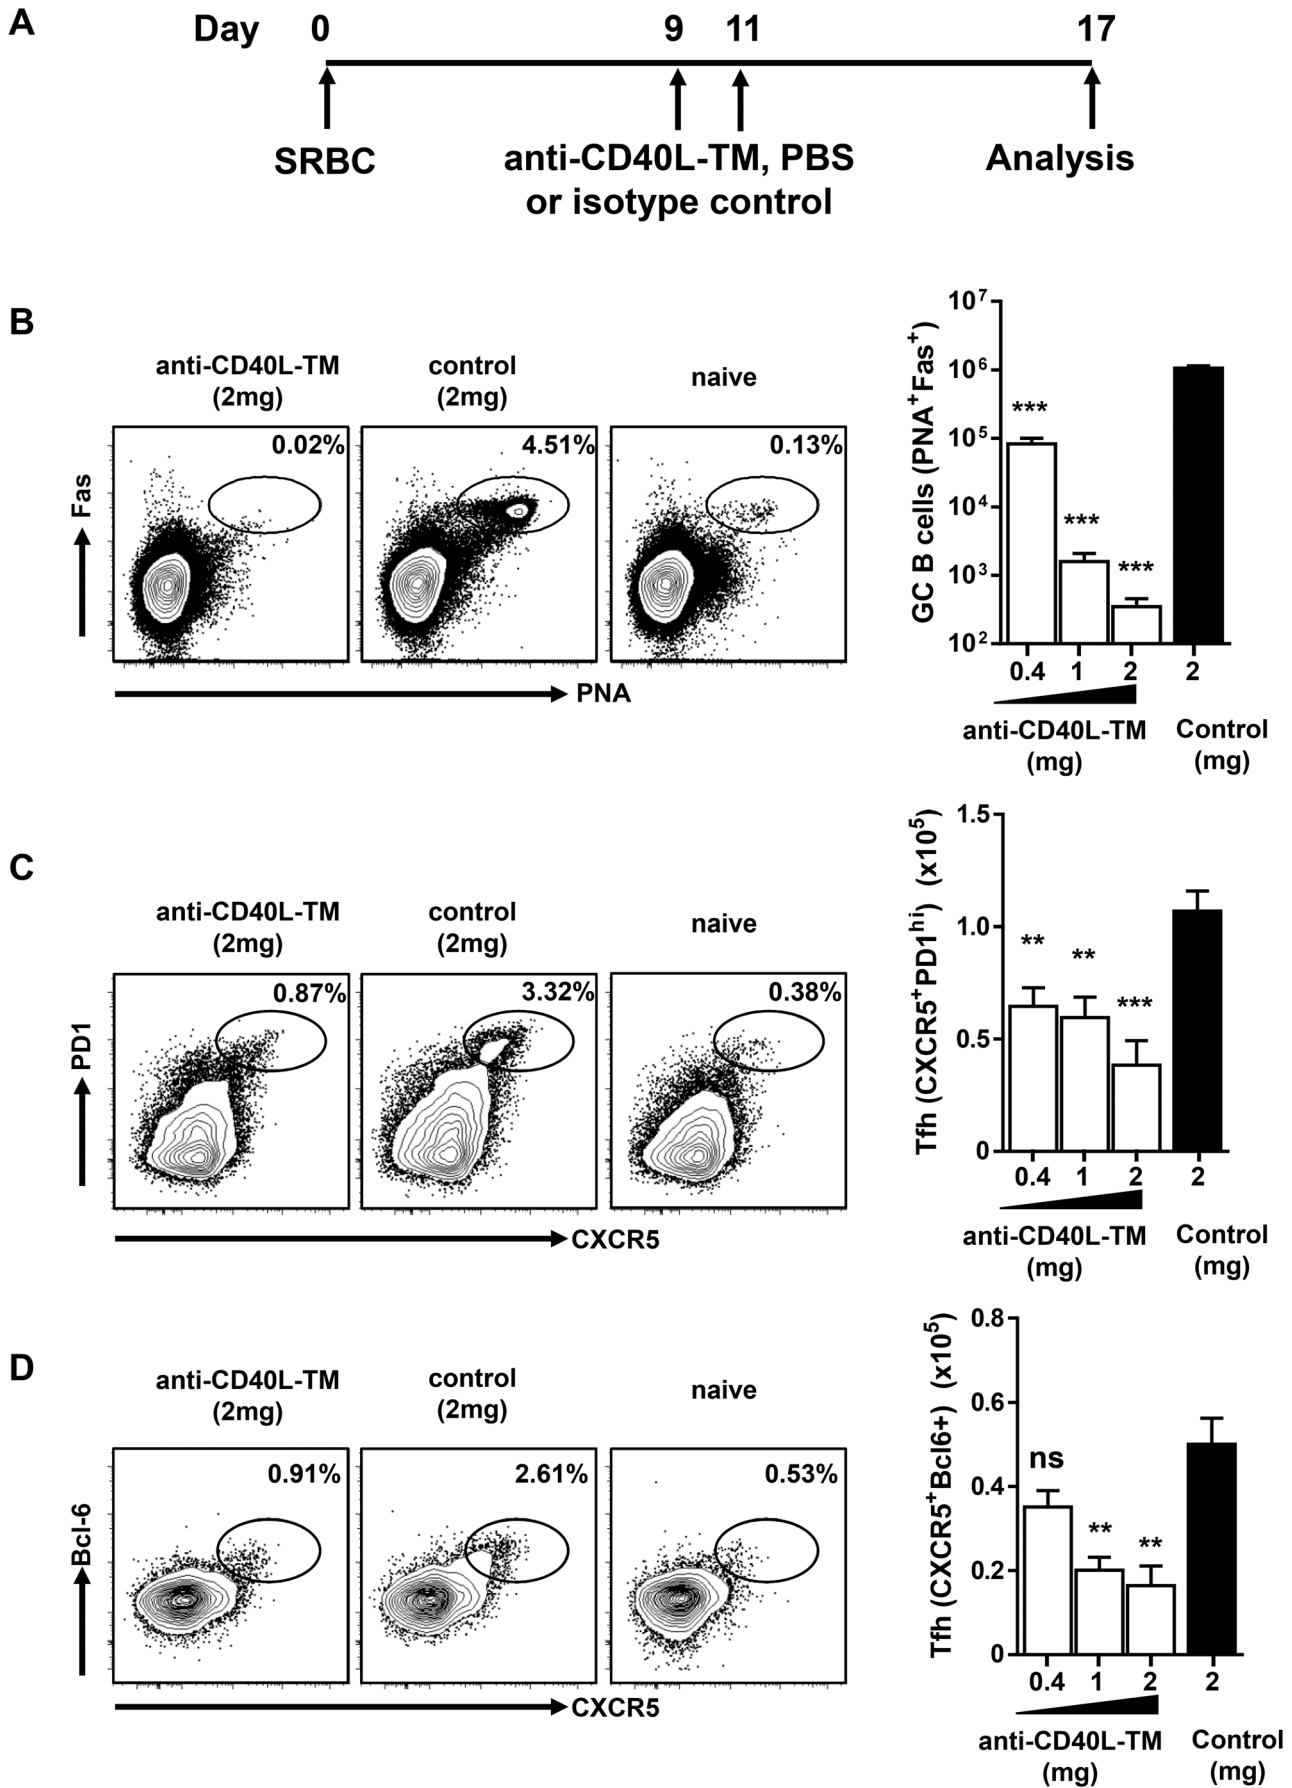 A
Day 0 9 11 17
SRBC
anti-CD40L-TM, PBS
or isotype control
Analysis
B
anti-CD40L-TM
(2mg)
control
(2mg)
naive
0.02%
4.51%
0.13%
Fas
PNA
GC B cells (PNA+Fas+)
10^7
10^6
10^5
10^4
10^3
10^2
***
***
***
0.4 1 2 2
anti-CD40L-TM
(mg)
Control
(mg)
C
anti-CD40L-TM
(2mg)
control
(2mg)
naive
0.87%
3.32%
0.38%
PD1
CXCR5
Tfh (CXCR5+PD1hi) (x10^5)
1.5
1.0
0.5
0
**
**
***
0.4 1 2 2
anti-CD40L-TM
(mg)
Control
(mg)
D
anti-CD40L-TM
(2mg)
control
(2mg)
naive
0.91%
2.61%
0.53%
Bcl-6
CXCR5
Tfh (CXCR5+Bcl6+) (x10^5)
0.8
0.6
0.4
0.2
0
ns
**
**
0.4 1 2 2
anti-CD40L-TM
(mg)
Control
(mg)